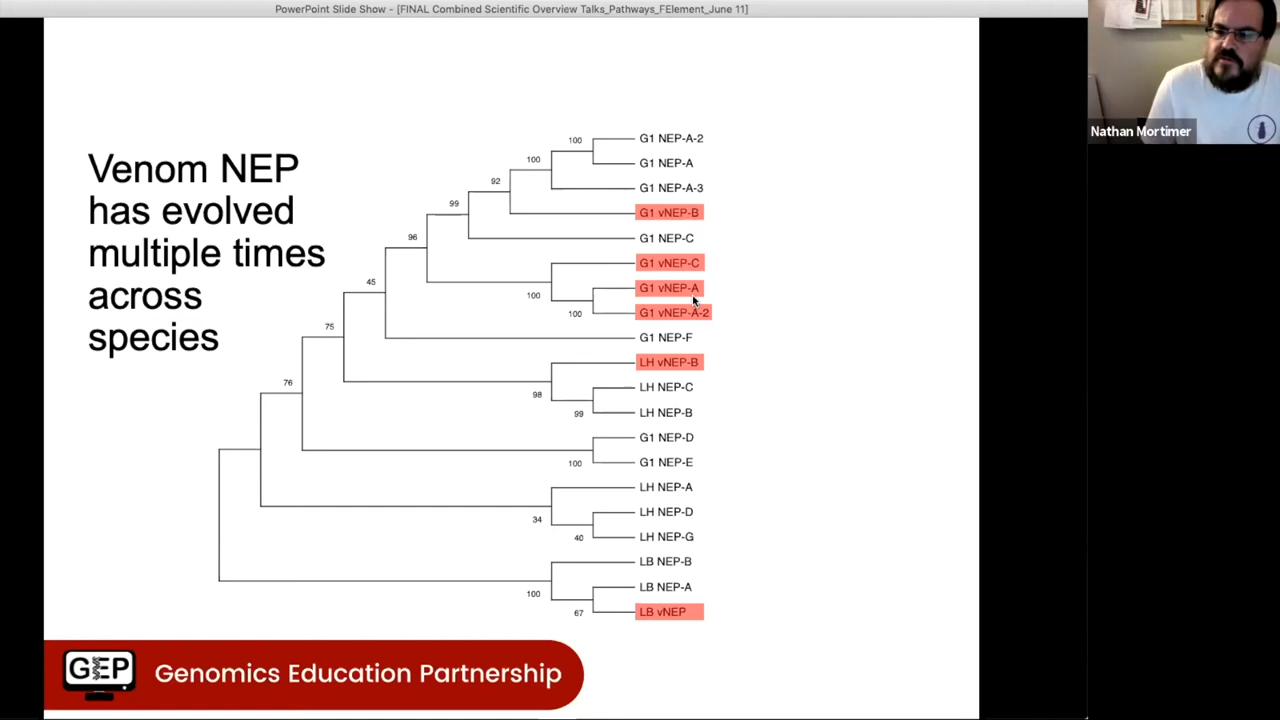 PowerPoint Slide Show - [FINAL Combined Scientific Overview Talks_Pathways_FElement_June 11]
Nathan Mortimer
Venom NEP
has evolved
multiple times
across
species
100
G1 NEP-A-2
100
G1 NEP-A
92
G1 NEP-A-3
99
G1 vNEP-B
96
G1 NEP-C
G1 vNEP-C
45
100
G1 vNEP-A
100
G1 vNEP-A-2
75
G1 NEP-F
LH vNEP-B
76
98
LH NEP-C
99
LH NEP-B
G1 NEP-D
100
G1 NEP-E
LH NEP-A
34
LH NEP-D
40
LH NEP-G
LB NEP-B
100
LB NEP-A
67
LB vNEP
GEP
Genomics Education Partnership